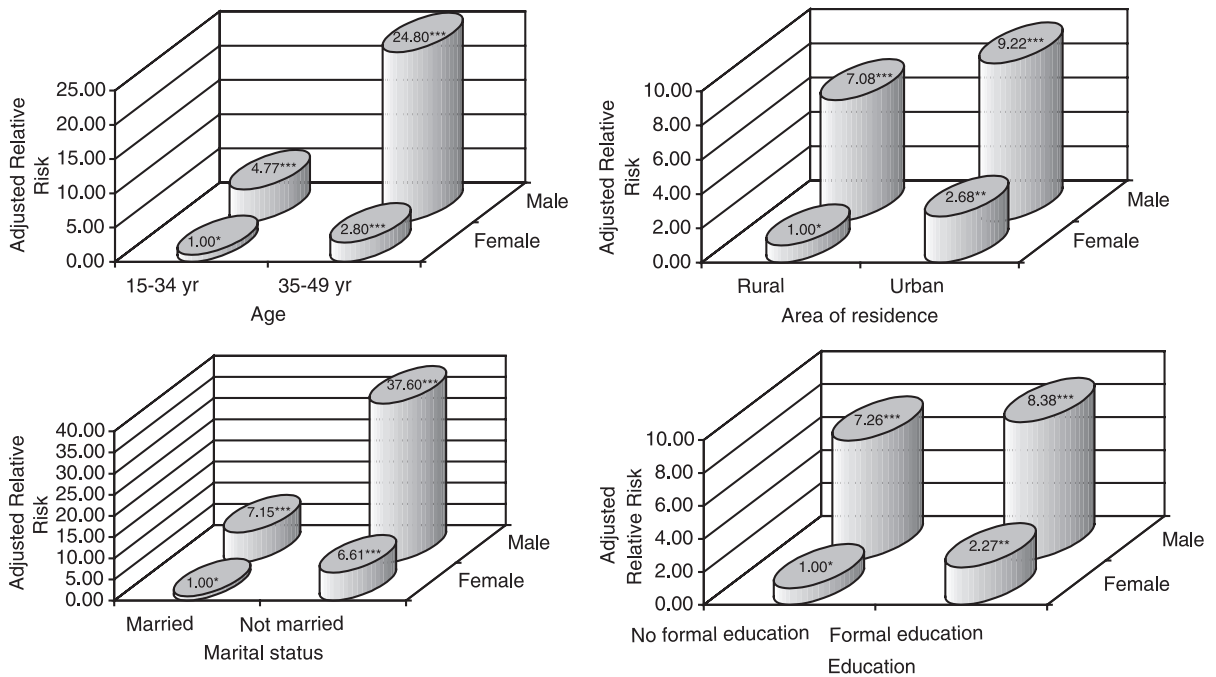 Adjusted Relative
Risk
25.00
20.00
15.00
10.00
5.00
0.00
24.80***
4.77***
1.00*
2.80***
Male
Female
15-34 yr
35-49 yr
Age
Adjusted Relative
Risk
10.00
8.00
6.00
4.00
2.00
0.00
9.22***
7.08***
2.68**
1.00*
Male
Female
Rural
Urban
Area of residence
Adjusted Relative
Risk
40.00
35.00
30.00
25.00
20.00
15.00
10.00
5.00
0.00
37.60***
7.15***
6.61***
1.00*
Male
Female
Married
Not married
Marital status
Adjusted
Relative Risk
10.00
8.00
6.00
4.00
2.00
0.00
8.38***
7.26***
2.27**
1.00*
Male
Female
No formal education
Formal education
Education